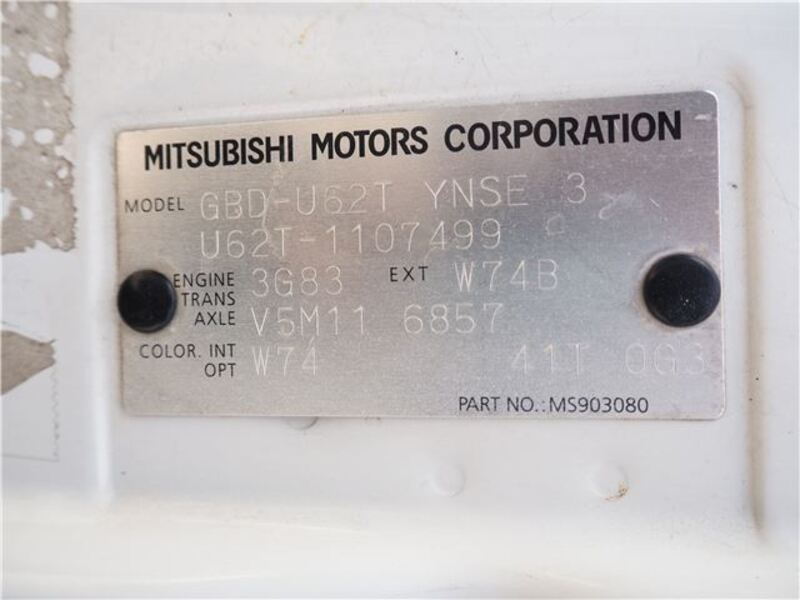 MITSUBISHI MOTORS CORPORATION
MODEL GBD-U62T YNSE 3
U62T-1107499
ENGINE 3G83 EXT W74B
TRANS
AXLE V5M11 6857
COLOR. INT W74 41T 0G3
OPT
PART NO.: MS903080